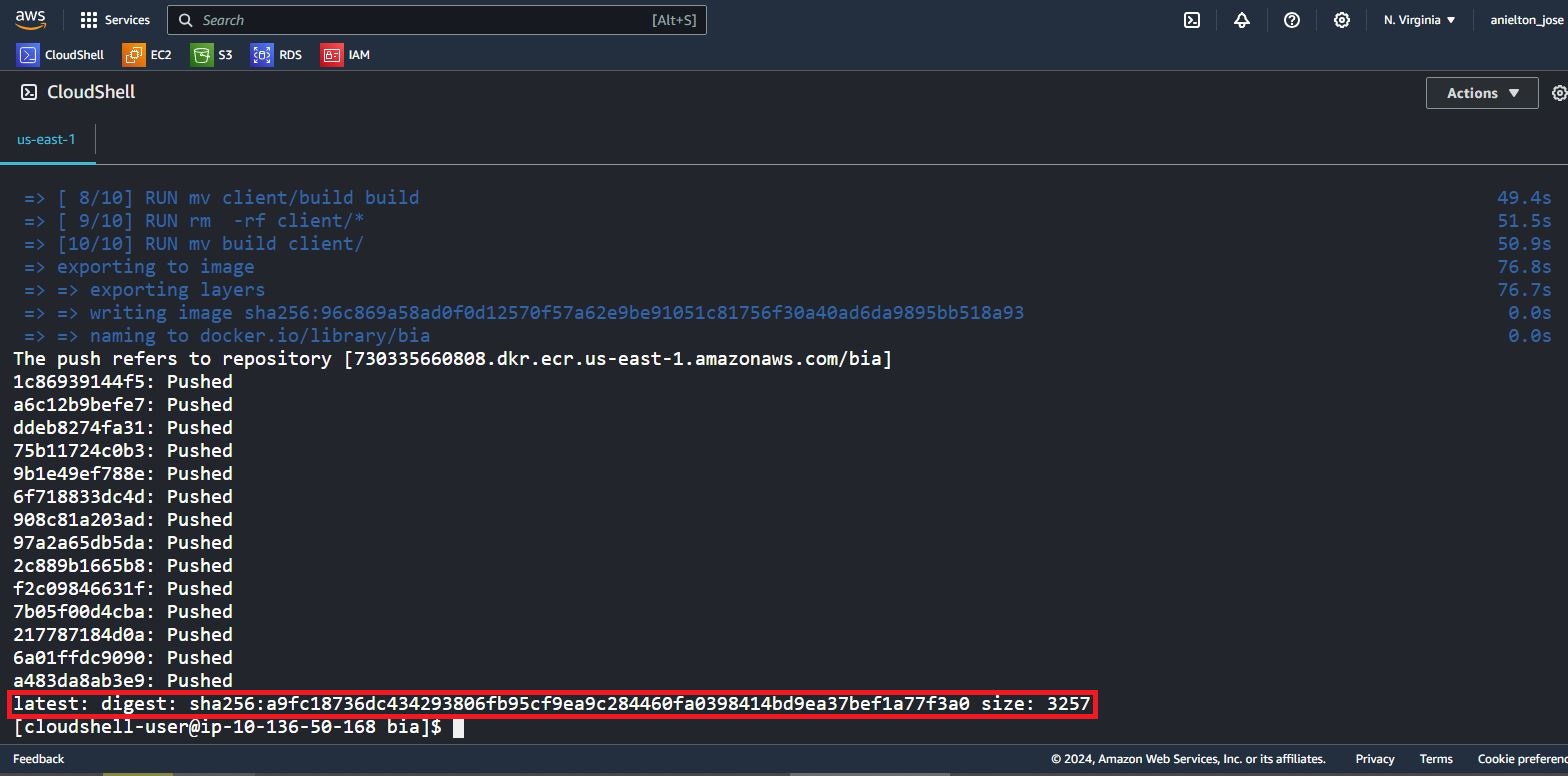 aws Services Search [Alt+S] N. Virginia ▼ anielton_jose
CloudShell EC2 S3 RDS IAM
CloudShell Actions ▼
us-east-1
=> [ 8/10] RUN mv client/build build 49.4s
=> [ 9/10] RUN rm  -rf client/* 51.5s
=> [10/10] RUN mv build client/ 50.9s
=> exporting to image 76.8s
=> => exporting layers 76.7s
=> => writing image sha256:96c869a58ad0f0d12570f57a62e9be91051c81756f30a40ad6da9895bb518a93 0.0s
=> => naming to docker.io/library/bia 0.0s
The push refers to repository [730335660808.dkr.ecr.us-east-1.amazonaws.com/bia]
1c86939144f5: Pushed
a6c12b9befe7: Pushed
ddeb8274fa31: Pushed
75b11724c0b3: Pushed
9b1e49ef788e: Pushed
6f718833dc4d: Pushed
908c81a203ad: Pushed
97a2a65db5da: Pushed
2c889b1665b8: Pushed
f2c09846631f: Pushed
7b05f00d4cba: Pushed
217787184d0a: Pushed
6a01ffdc9090: Pushed
a483da8ab3e9: Pushed
latest: digest: sha256:a9fc18736dc434293806fb95cf9ea9c284460fa0398414bd9ea37bef1a77f3a0 size: 3257
[cloudshell-user@ip-10-136-50-168 bia]$
Feedback © 2024, Amazon Web Services, Inc. or its affiliates. Privacy Terms Cookie preferen